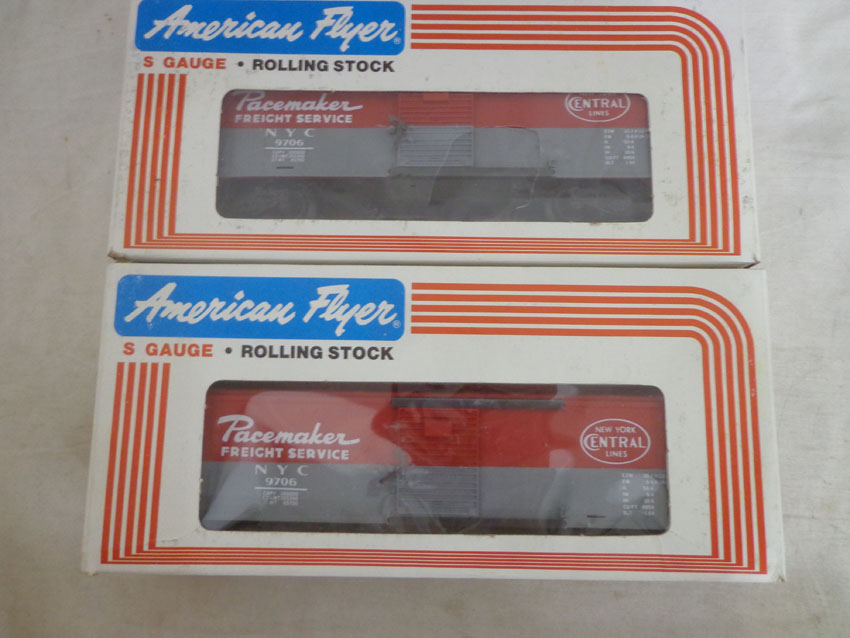 American Flyer®
S GAUGE • ROLLING STOCK
Pacemaker
FREIGHT SERVICE
NYC
9706
CENTRAL
LINES
American Flyer®
S GAUGE • ROLLING STOCK
Pacemaker
FREIGHT SERVICE
NYC
9706
NEW YORK
CENTRAL
LINES